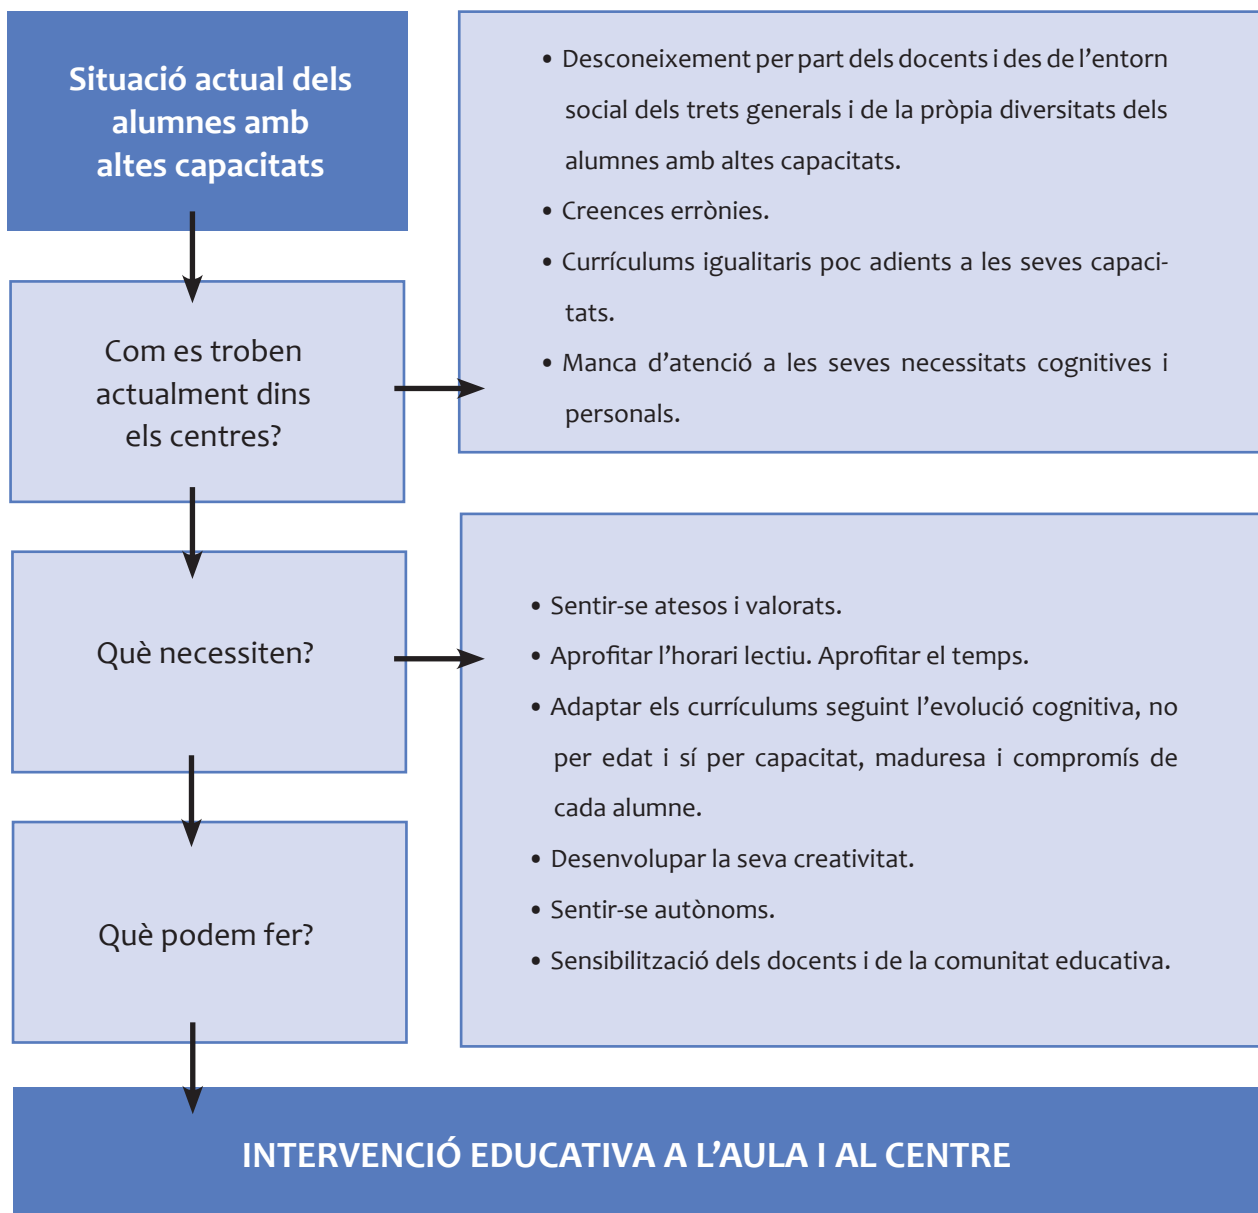 Situació actual dels
alumnes amb
altes capacitats
Com es troben
actualment dins
els centres?
• Desconeixement per part dels docents i des de l’entorn
social dels trets generals i de la pròpia diversitats dels
alumnes amb altes capacitats.
• Creences errònies.
• Currículums igualitaris poc adients a les seves capaci-
tats.
• Manca d’atenció a les seves necessitats cognitives i
personals.
Què necessiten?
• Sentir-se atesos i valorats.
• Aprofitar l’horari lectiu. Aprofitar el temps.
• Adaptar els currículums seguint l’evolució cognitiva, no
per edat i sí per capacitat, maduresa i compromís de
cada alumne.
• Desenvolupar la seva creativitat.
• Sentir-se autònoms.
• Sensibilització dels docents i de la comunitat educativa.
Què podem fer?
INTERVENCIÓ EDUCATIVA A L’AULA I AL CENTRE